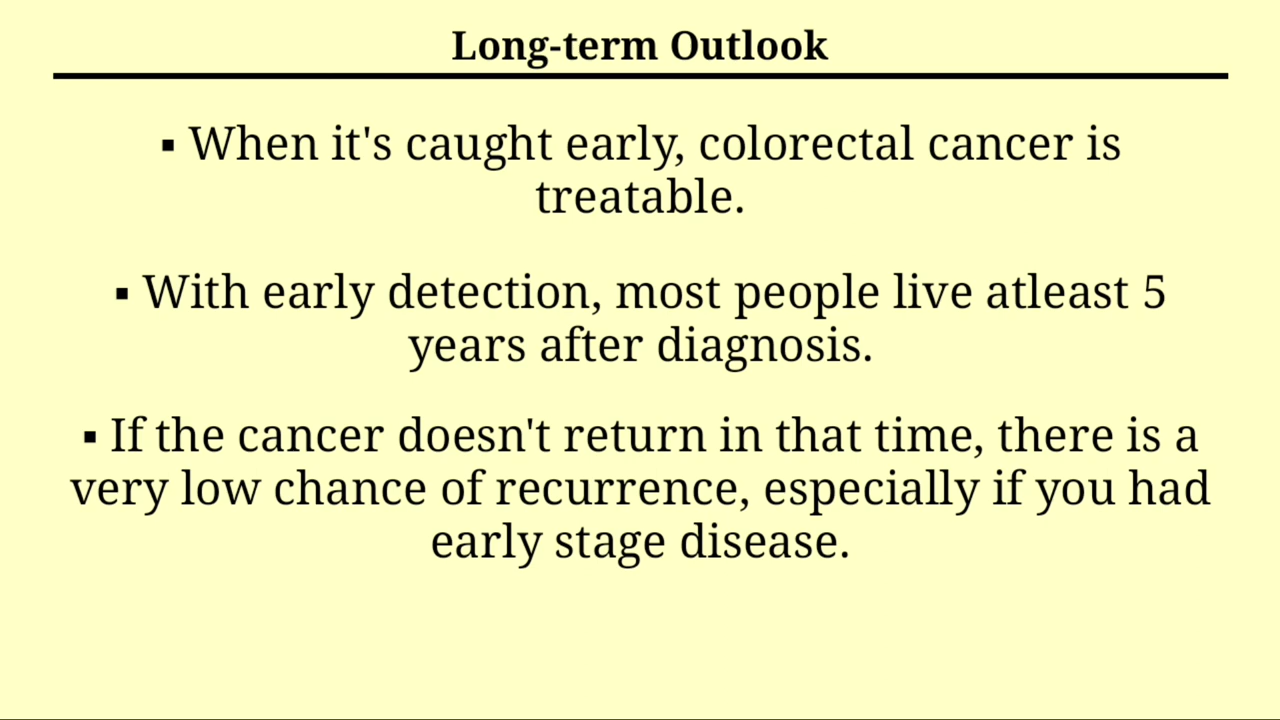 Long-term Outlook
▪ When it's caught early, colorectal cancer is
treatable.
▪ With early detection, most people live atleast 5
years after diagnosis.
▪ If the cancer doesn't return in that time, there is a
very low chance of recurrence, especially if you had
early stage disease.